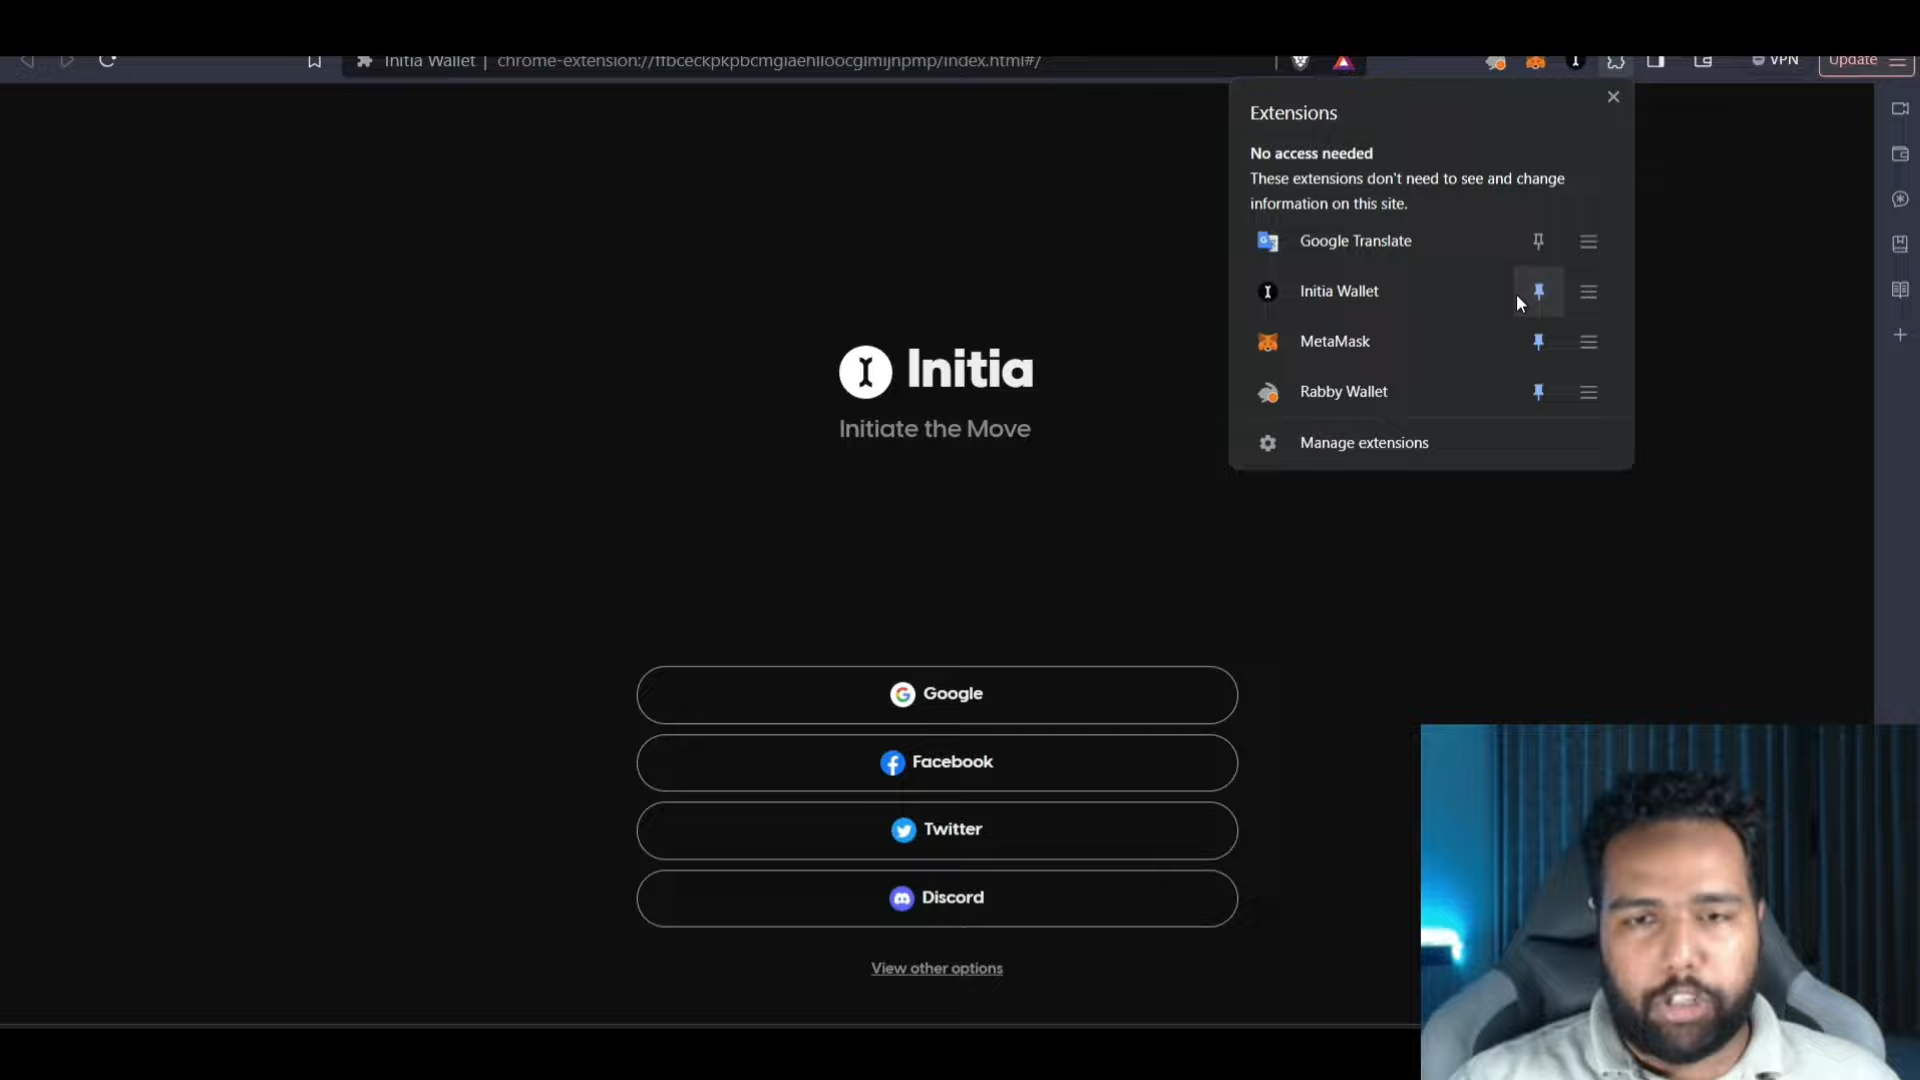 Initia Wallet | chrome-extension://ffbceckpkpbcmgiaehlloocglmijnpmp/index.html#/
VPN
Update
Extensions
No access needed
These extensions don't need to see and change
information on this site.
Google Translate
Initia Wallet
MetaMask
Rabby Wallet
Manage extensions
Initia
Initiate the Move
Google
Facebook
Twitter
Discord
View other options